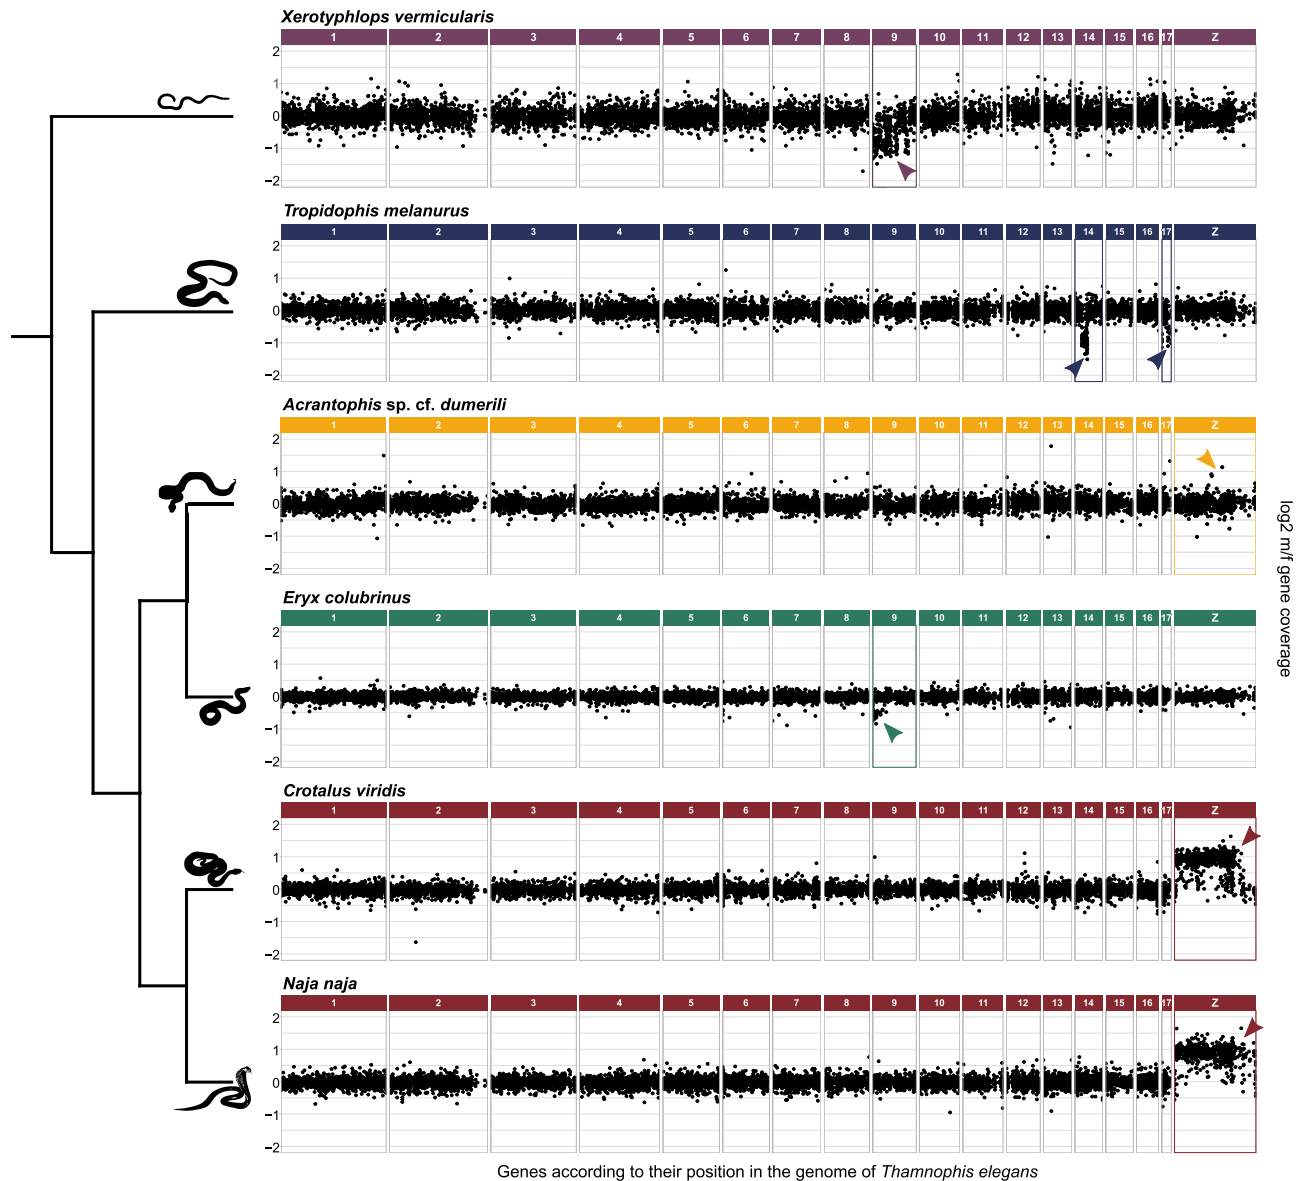 Xerotyphlops vermicularis
1 2 3 4 5 6 7 8 9 10 11 12 13 14 15 16 17 Z
2
1
0
−1
−2
Tropidophis melanurus
1 2 3 4 5 6 7 8 9 10 11 12 13 14 15 16 17 Z
2
1
0
−1
−2
Acrantophis sp. cf. dumerili
1 2 3 4 5 6 7 8 9 10 11 12 13 14 15 16 17 Z
2
1
0
−1
−2
Eryx colubrinus
1 2 3 4 5 6 7 8 9 10 11 12 13 14 15 16 17 Z
2
1
0
−1
−2
Crotalus viridis
1 2 3 4 5 6 7 8 9 10 11 12 13 14 15 16 17 Z
2
1
0
−1
−2
Naja naja
1 2 3 4 5 6 7 8 9 10 11 12 13 14 15 16 17 Z
2
1
0
−1
−2
log2 m/f gene coverage
Genes according to their position in the genome of Thamnophis elegans